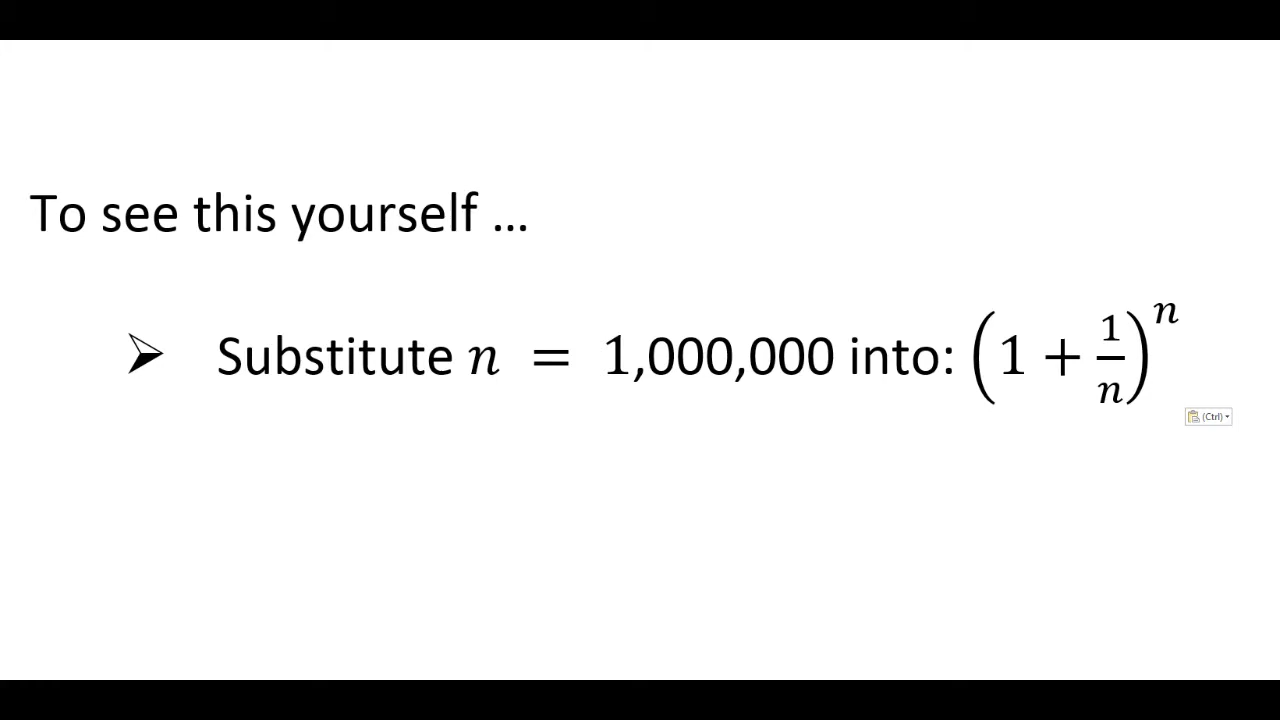 To see this yourself ...
➢ Substitute n = 1,000,000 into: (1 + 1/n)^n
(Ctrl)